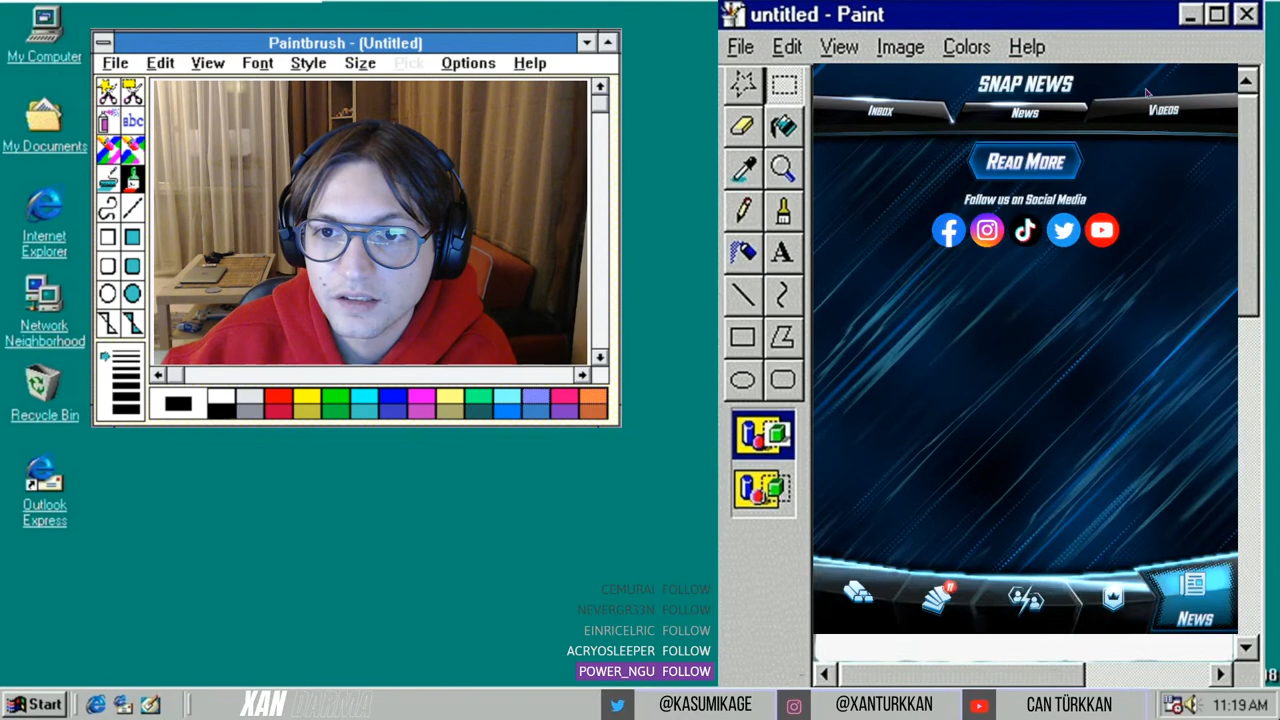 My Computer
My Documents
Internet
Explorer
Network
Neighborhood
Recycle Bin
Outlook
Express
Paintbrush - (Untitled)
File Edit View Font Style Size Pick Options Help
abc
untitled - Paint
File Edit View Image Colors Help
A
SNAP NEWS
INBOX
NEWS
VIDEOS
READ MORE
Follow us on Social Media
NEWS
CEMURAI FOLLOW
NEVERGR33N FOLLOW
EINRICELRIC FOLLOW
ACRYOSLEEPER FOLLOW
POWER_NGU FOLLOW
Start
XAN DARMA
@KASUMIKAGE
@XANTURKKAN
CAN TÜRKKAN
11:19 AM